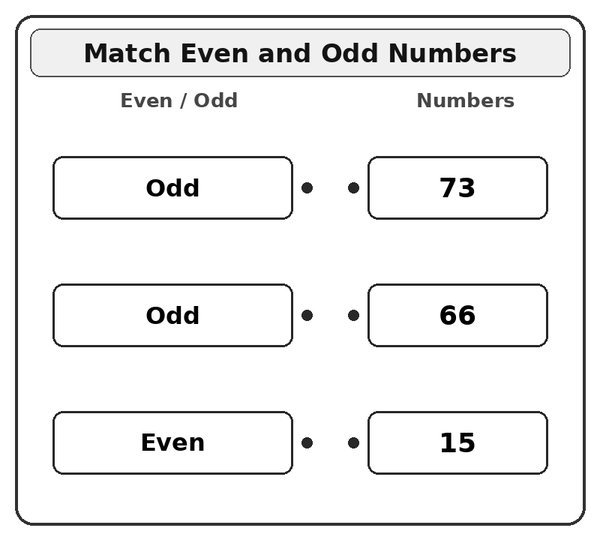 Match Even and Odd Numbers
Even / Odd Numbers
Odd 73
Odd 66
Even 15